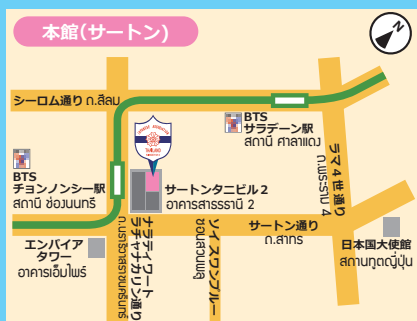 本館(サートン)
シーロム通り ถ.สีลม
BTS
サラデーン駅
สถานี ศาลาแดง
ラマ4世通り
ถ.พระราม 4
BTS
チョンノンシー駅
สถานี ช่องนนทรี
サートンタニビル2
อาคารสาธรธานี 2
サートン通り
ถ.สาทร
エンパイア
タワー
อาคารเอ็มไพร์
ナラティワート
ラチャナカリン通り
ถ.นราธิวาสราชนครินทร์
ソイ スワンプルー
ซอยสวนพลู
日本国大使館
สถานทูตญี่ปุ่น